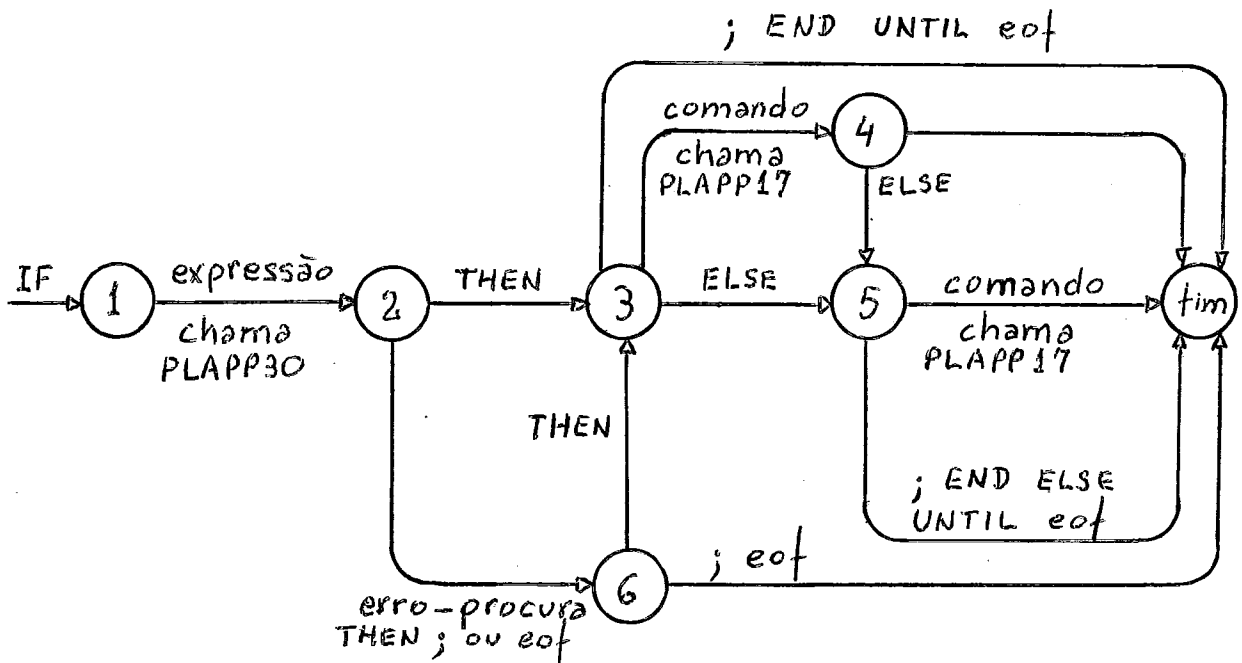 ; END UNTIL eof
comando
4
chama
PLAPP17
ELSE
IF
1
expressão
2
THEN
3
ELSE
5
comando
fim
chama
PLAPP30
chama
PLAPP17
THEN
; END ELSE
UNTIL eof
6
; eof
erro-procura
THEN ; ou eof